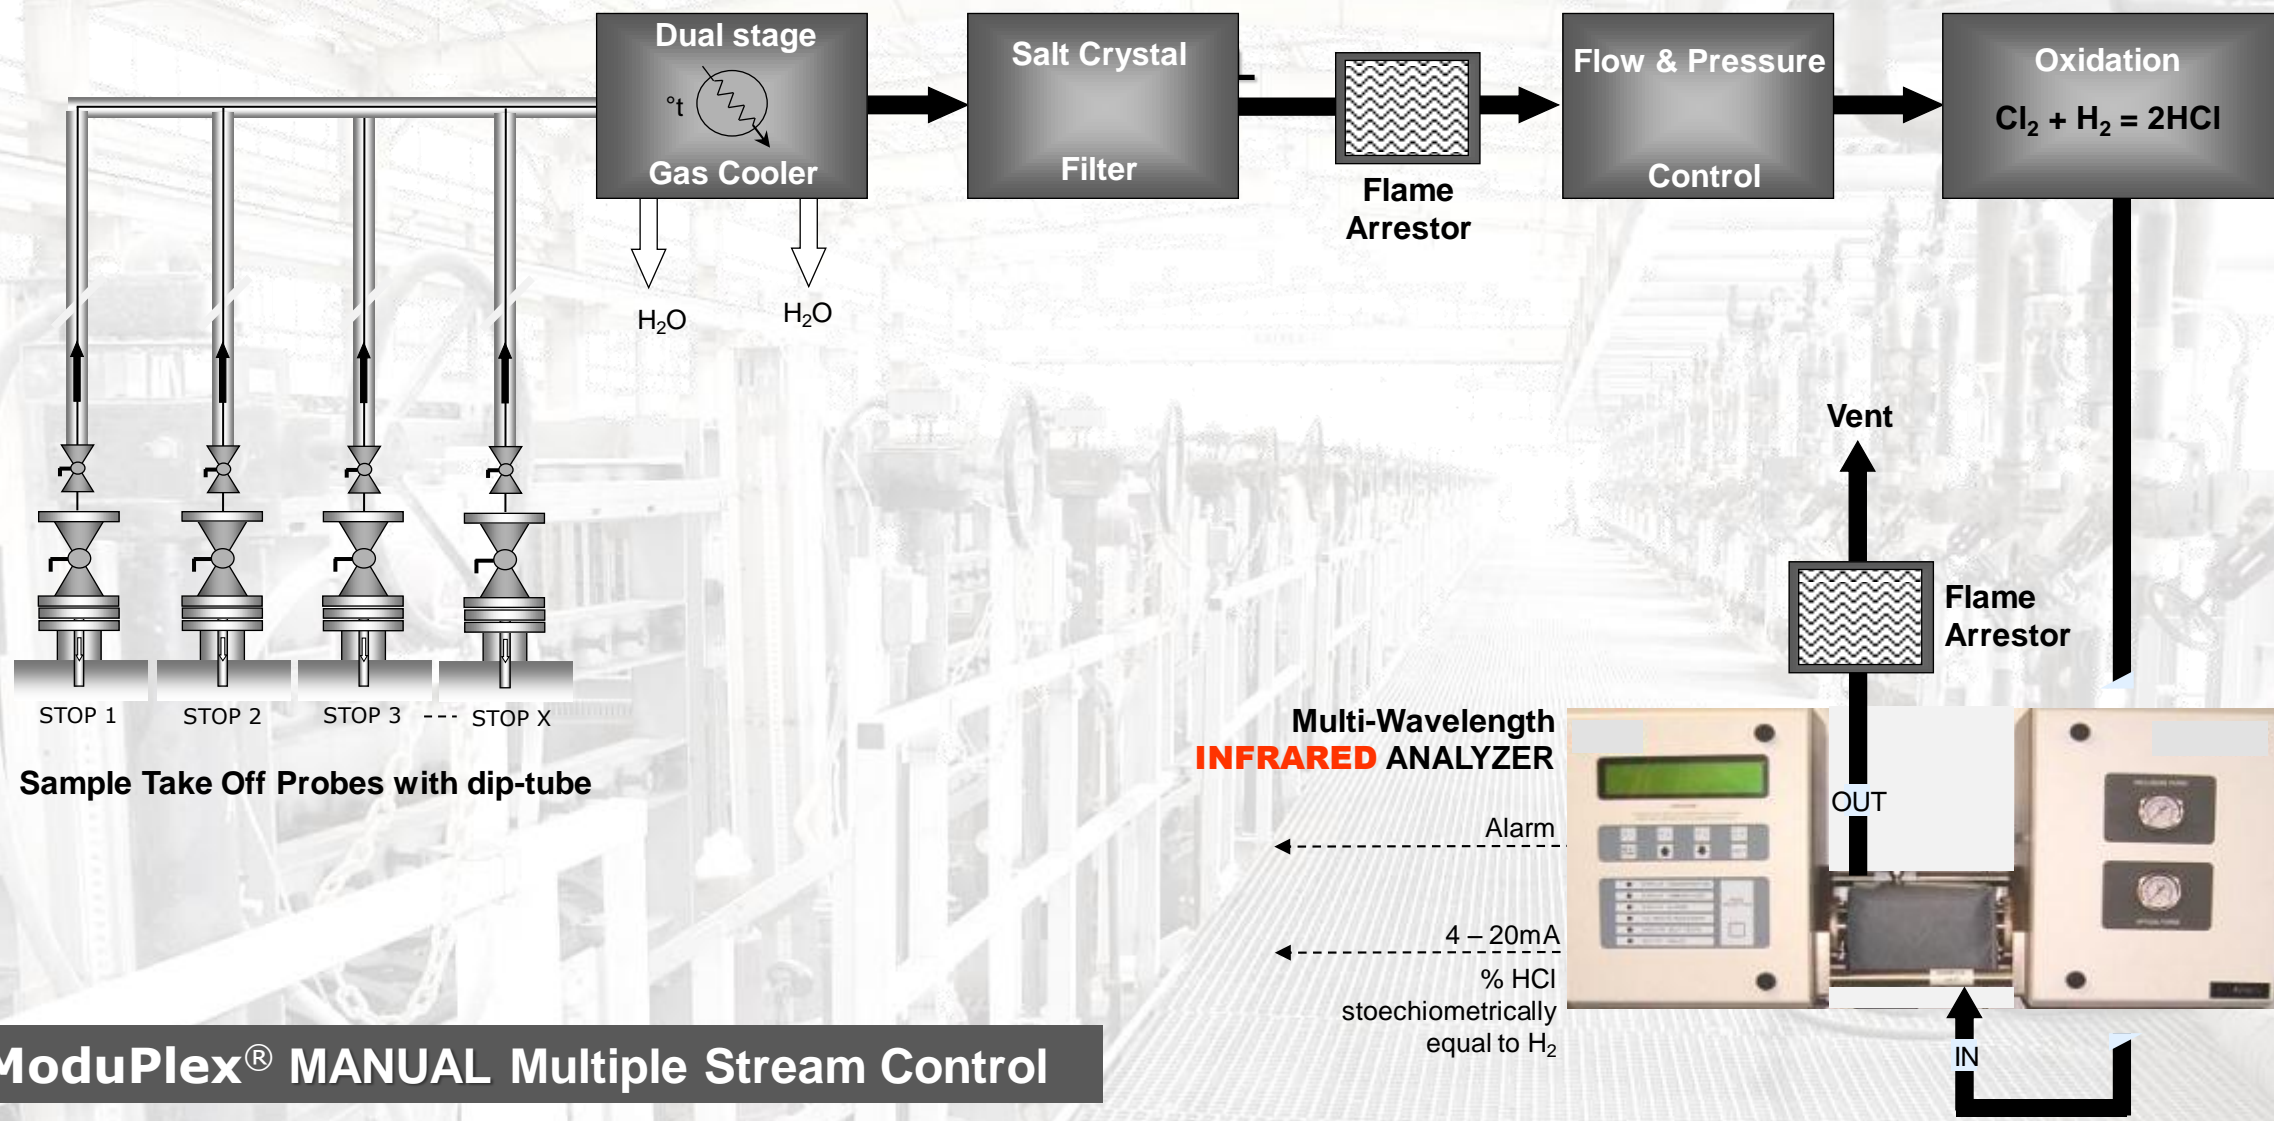 Dual stage
°t
Gas Cooler
Salt Crystal
Filter
Flame
Arrestor
Flow & Pressure
Control
Oxidation
Cl₂ + H₂ = 2HCl
H₂O
H₂O
Vent
Flame
Arrestor
STOP 1
STOP 2
STOP 3
---- STOP X
Sample Take Off Probes with dip-tube
Multi-Wavelength
INFRARED ANALYZER
OUT
Alarm
4 – 20mA
% HCl
stoechiometrically
equal to H₂
IN
ModuPlex® MANUAL Multiple Stream Control